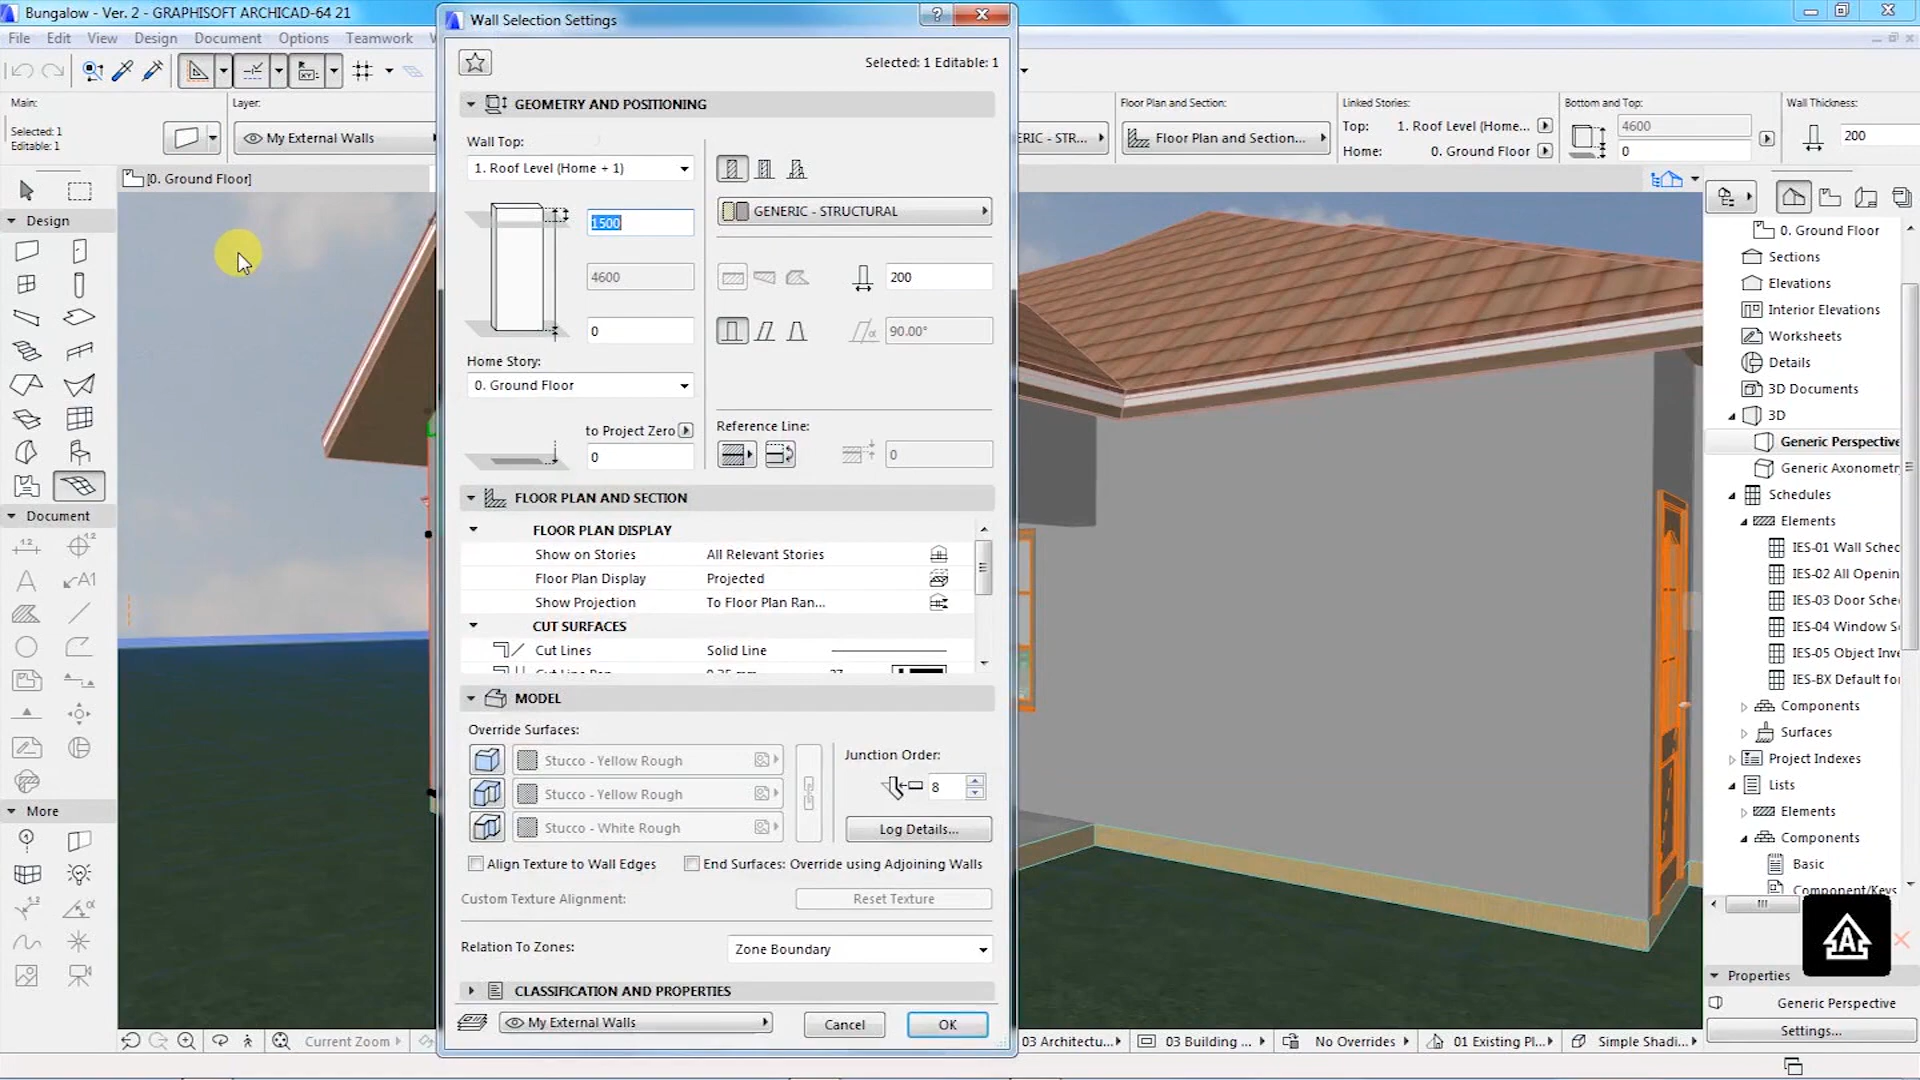 Bungalow - Ver. 2 - GRAPHISOFT ARCHICAD-64 21
File Edit View Design Document Options Teamwork
Wall Selection Settings
Selected: 1 Editable: 1
Main:
Selected: 1
Editable: 1
Layer:
My External Walls
[0. Ground Floor]
Design
Document
More
GEOMETRY AND POSITIONING
Wall Top:
1. Roof Level (Home + 1)
1500
4600
0
Home Story:
0. Ground Floor
to Project Zero
0
GENERIC - STRUCTURAL
200
90.00°
Reference Line:
0
FLOOR PLAN AND SECTION
FLOOR PLAN DISPLAY
Show on Stories All Relevant Stories
Floor Plan Display Projected
Show Projection To Floor Plan Ran...
CUT SURFACES
Cut Lines Solid Line
MODEL
Override Surfaces:
Stucco - Yellow Rough
Stucco - Yellow Rough
Stucco - White Rough
Junction Order:
8
Log Details...
Align Texture to Wall Edges
End Surfaces: Override using Adjoining Walls
Custom Texture Alignment:
Reset Texture
Relation To Zones:
Zone Boundary
CLASSIFICATION AND PROPERTIES
My External Walls
Cancel
OK
ERIC - STR...
Floor Plan and Section:
Floor Plan and Section...
Linked Stories:
Top: 1. Roof Level (Home...
Home: 0. Ground Floor
Bottom and Top:
4600
0
Wall Thickness:
200
0. Ground Floor
Sections
Elevations
Interior Elevations
Worksheets
Details
3D Documents
3D
Generic Perspective
Generic Axonometr
Schedules
Elements
IES-01 Wall Sched
IES-02 All Opening
IES-03 Door Sche
IES-04 Window Sc
IES-05 Object Inve
IES-BX Default for
Components
Surfaces
Project Indexes
Lists
Elements
Components
Basic
Component/Keys
Properties
Generic Perspective
Settings...
Current Zoom
03 Architectu...
03 Building ...
No Overrides
01 Existing Pl...
Simple Shadi...